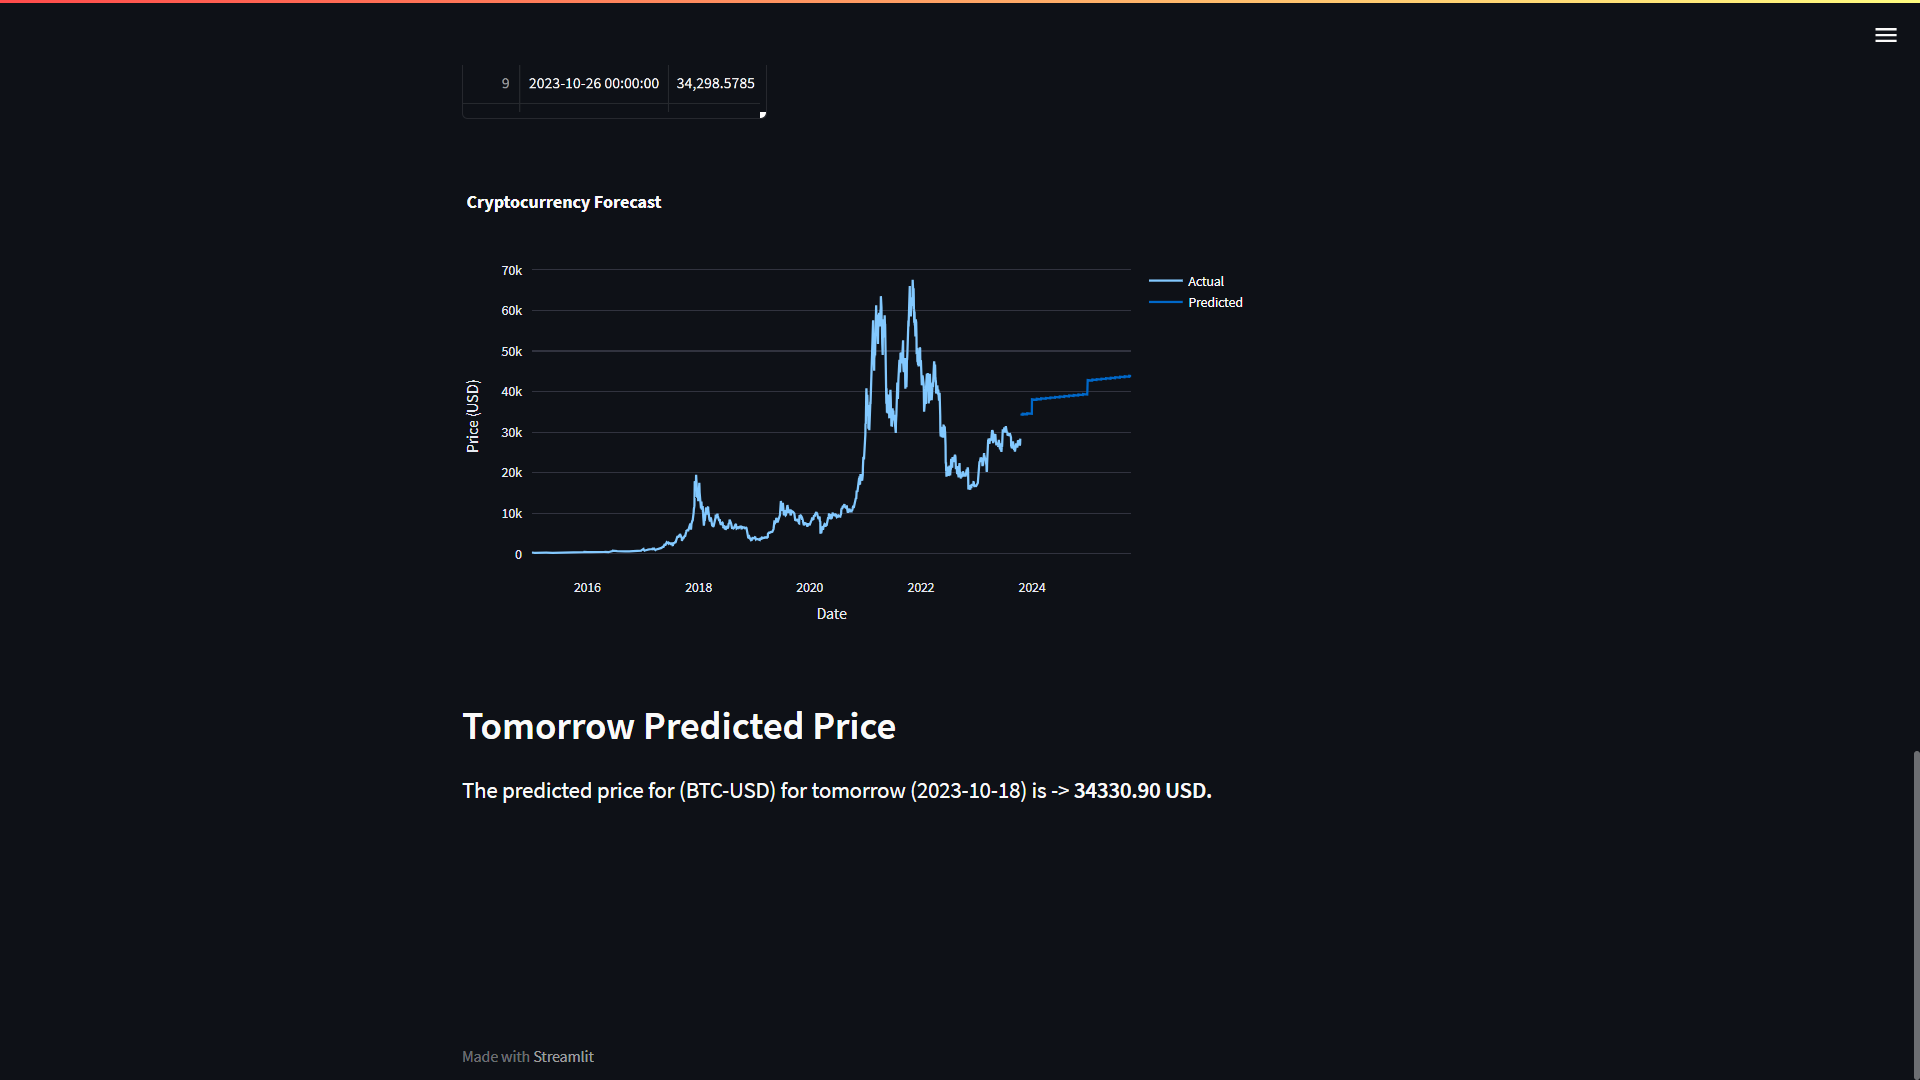 9 2023-10-26 00:00:00 34,298.5785
Cryptocurrency Forecast
70k
60k
50k
40k
30k
20k
10k
0
Price (USD)
2016 2018 2020 2022 2024
Date
Actual
Predicted
Tomorrow Predicted Price
The predicted price for (BTC-USD) for tomorrow (2023-10-18) is -> 34330.90 USD.
Made with Streamlit